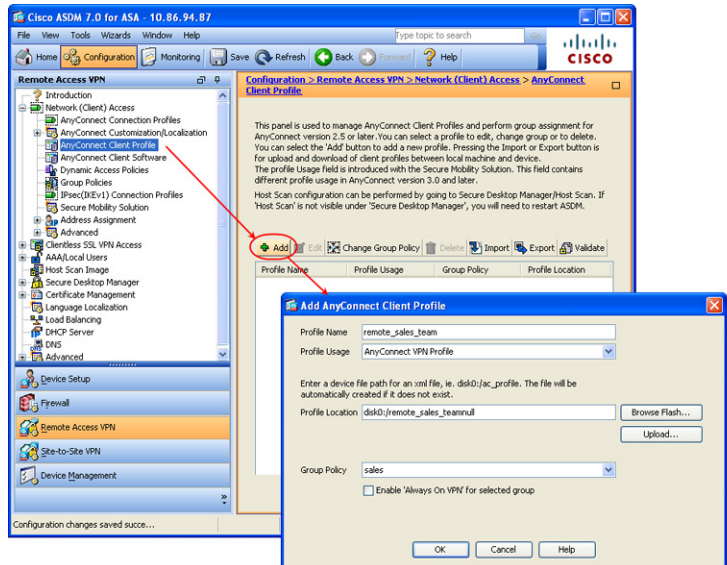 Cisco ASDM 7.0 for ASA - 10.86.94.87
File View Tools Wizards Window Help
Type topic to search
Go
Home Configuration Monitoring Save Refresh Back Forward Help
CISCO
Remote Access VPN
Introduction
Network (Client) Access
AnyConnect Connection Profiles
AnyConnect Customization/Localization
AnyConnect Client Profile
AnyConnect Client Software
Dynamic Access Policies
Group Policies
IPsec(IKEv1) Connection Profiles
Secure Mobility Solution
Address Assignment
Advanced
Clientless SSL VPN Access
AAA/Local Users
Host Scan Image
Secure Desktop Manager
Certificate Management
Language Localization
Load Balancing
DHCP Server
DNS
Advanced
Device Setup
Firewall
Remote Access VPN
Site-to-Site VPN
Device Management
»
Configuration changes saved succe...
Configuration > Remote Access VPN > Network (Client) Access > AnyConnect
Client Profile
This panel is used to manage AnyConnect Client Profiles and perform group assignment for
AnyConnect version 2.5 or later.You can select a profile to edit, change group or to delete.
You can select the 'Add' button to add a new profile. Pressing the Import or Export button is
for upload and download of client profiles between local machine and device.
The profile Usage field is introduced with the Secure Mobility Solution. This field contains
different profile usage in AnyConnect version 3.0 and later.
Host Scan configuration can be performed by going to Secure Desktop Manager/Host Scan. If
'Host Scan' is not visible under 'Secure Desktop Manager', you will need to restart ASDM.
Add Edit Change Group Policy Delete Import Export Validate
Profile Name Profile Usage Group Policy Profile Location
Add AnyConnect Client Profile
Profile Name remote_sales_team
Profile Usage AnyConnect VPN Profile
Enter a device file path for an xml file, ie. disk0:/ac_profile. The file will be
automatically created if it does not exist.
Profile Location disk0:/remote_sales_teamnull Browse Flash...
Upload...
Group Policy sales
Enable 'Always On VPN' for selected group
OK Cancel Help